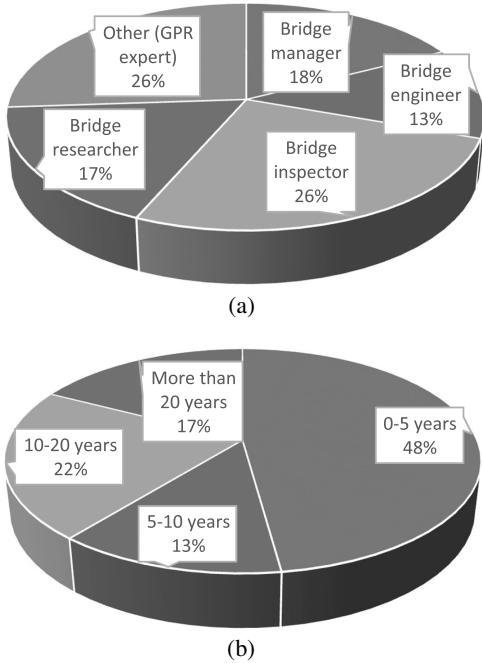 Other (GPR
expert)
26%
Bridge
manager
18%
Bridge
engineer
13%
Bridge
researcher
17%
Bridge
inspector
26%
(a)
More than
20 years
17%
0-5 years
48%
10-20 years
22%
5-10 years
13%
(b)